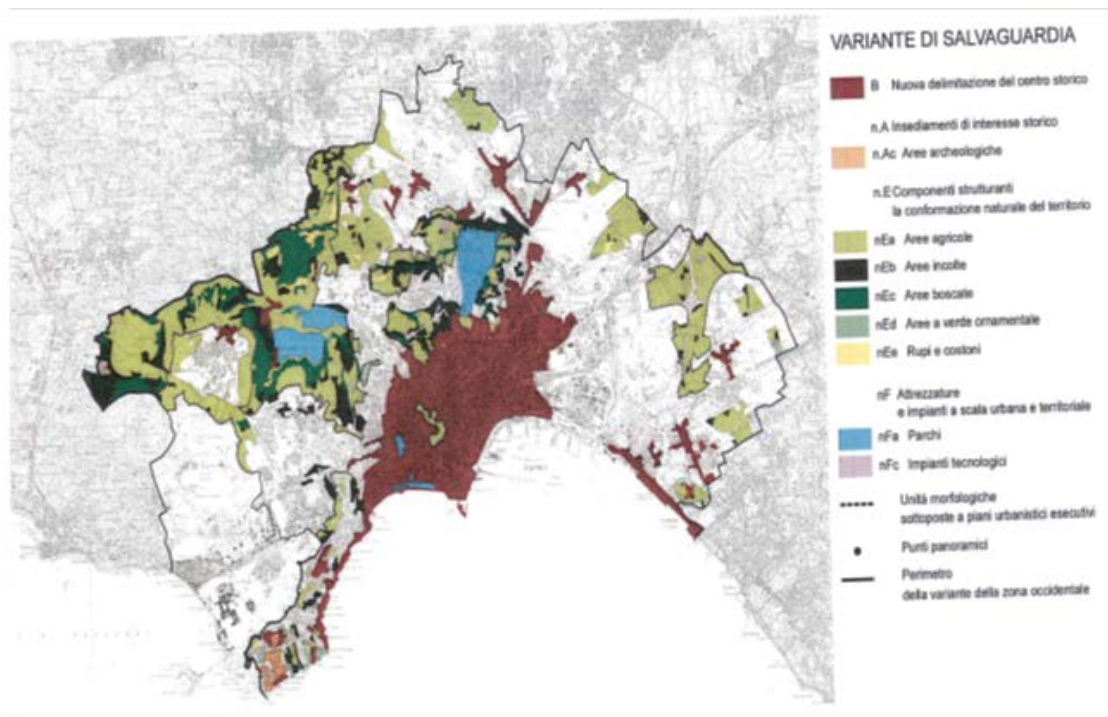 VARIANTE DI SALVAGUARDIA
B Nuova delimitazione del centro storico
n.A Insediamenti di interesse storico
n.Ac Aree archeologiche
n.E Componenti strutturanti
la conformazione naturale del territorio
nEa Aree agricole
nEb Aree incolte
nEc Aree boscate
nEd Aree a verde ornamentale
nEe Rupi e costoni
nF Attrezzature
e impianti a scala urbana e territoriale
nFa Parchi
nFc Impianti tecnologici
Unità morfologiche
sottoposte a piani urbanistici esecutivi
Punti panoramici
Perimetro
della variante della zona occidentale